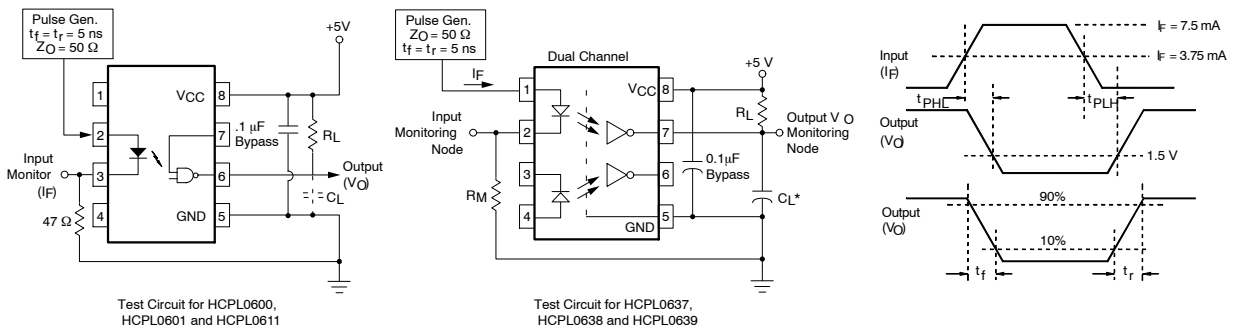 Pulse Gen.
tf = tr = 5 ns
ZO = 50 Ω
+5V
1
2
3
4
VCC
8
7
6
GND
5
.1 µF
Bypass
RL
CL
Input
Monitor
(IF)
47 Ω
Output
(VO)
Test Circuit for HCPL0600,
HCPL0601 and HCPL0611
Pulse Gen.
ZO = 50 Ω
tf = tr = 5 ns
IF
Dual Channel
+5 V
1
2
3
4
VCC
8
7
6
GND
5
RL
Input
Monitoring
Node
RM
0.1µF
Bypass
CL*
Output V O
Monitoring
Node
Test Circuit for HCPL0637,
HCPL0638 and HCPL0639
IF = 7.5 mA
IF = 3.75 mA
Input
(IF)
tPHL
tPLH
Output
(VO)
1.5 V
90%
Output
(VO)
10%
tf
tr